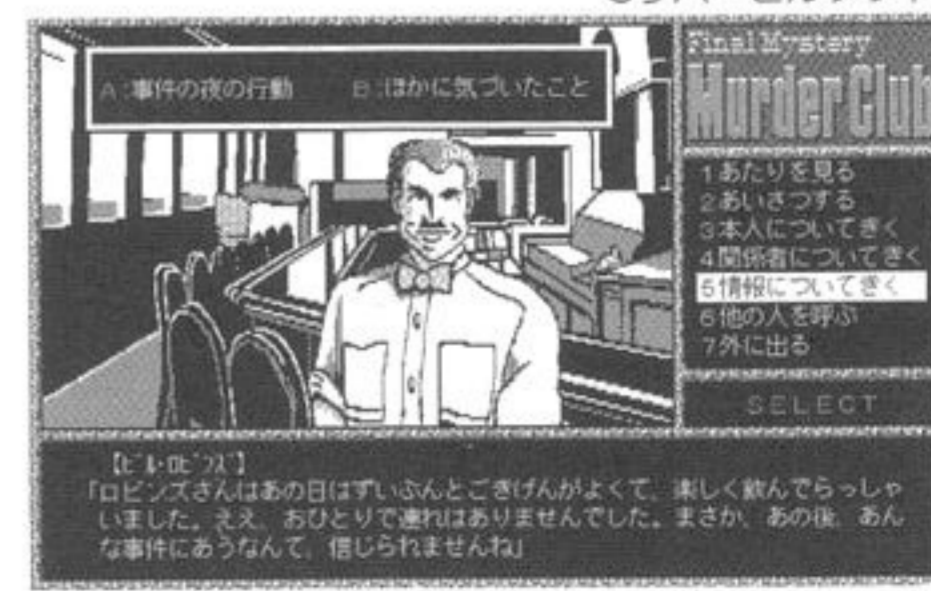 A:事件の夜の行動 B:ほかに気づいたこと
Final Mystery
Murder Club
1あたりを見る
2あいさつする
3本人についてきく
4関係者についてきく
5情報についてきく
6他の人を呼ぶ
7外に出る
SELECT
【ビル・ロビンズ】
「ロビンズさんはあの日はずいぶんとごきげんがよくて、楽しく飲んでらっしゃ
いました。ええ、おひとりで連れはありませんでした。まさか、あの後、あん
な事件にあうなんて、信じられませんね」